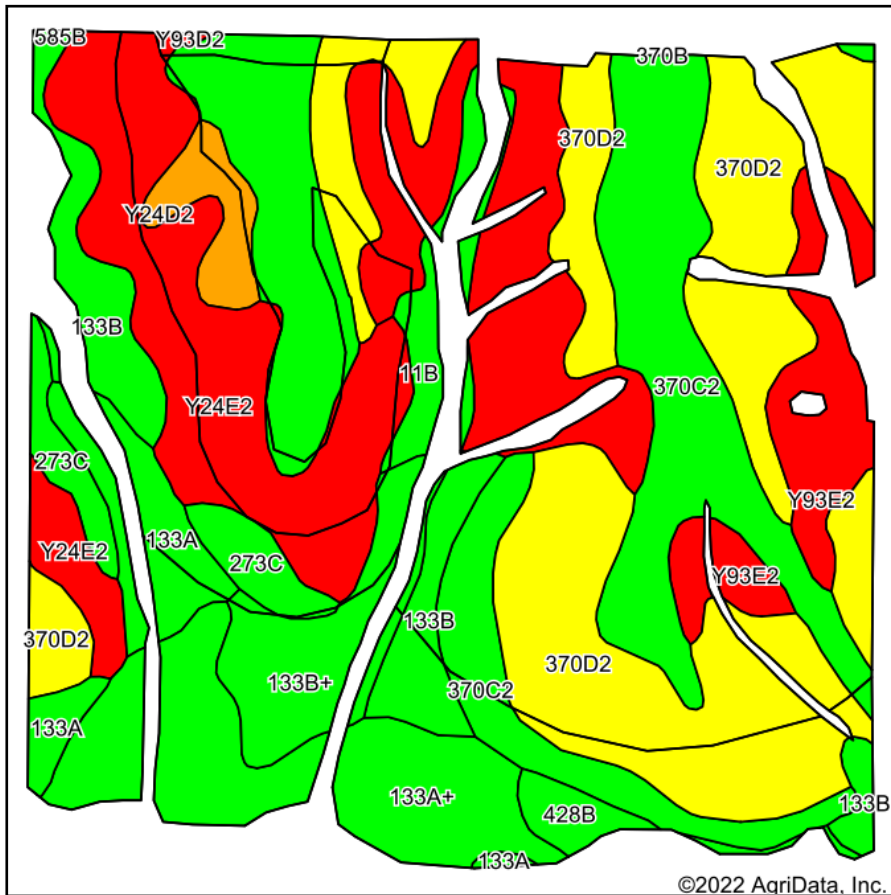 585B
Y93D2
370B
370D2
370D2
Y24D2
133B
11B
370C2
Y24E2
273C
Y93E2
133A
Y24E2
273C
Y93E2
133B
370D2
370D2
133B+
370C2
133A
133A+
133B
428B
133A
©2022 AgriData, Inc.